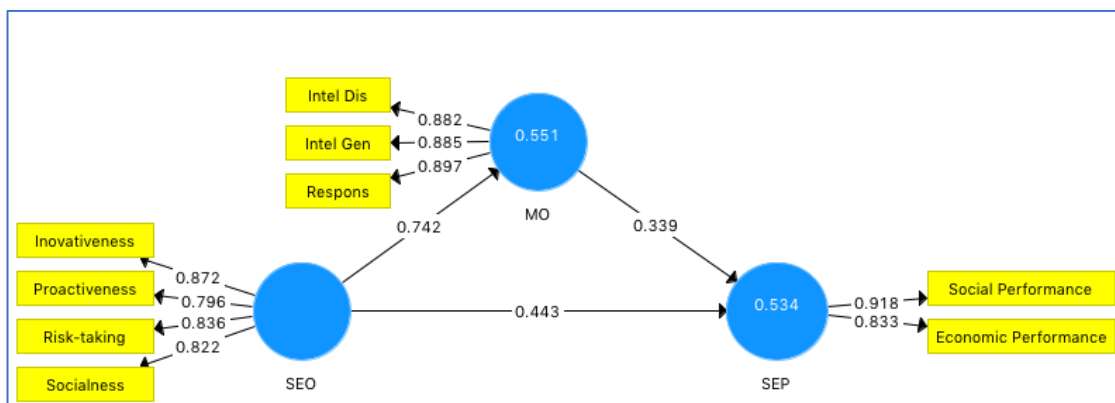 Intel Dis
0.882
Intel Gen
0.885
Respons
0.897
0.551
MO
0.742
0.339
Inovativeness
0.872
Proactiveness
0.796
Risk-taking
0.836
Socialness
0.822
SEO
0.443
0.534
SEP
0.918
Social Performance
0.833
Economic Performance